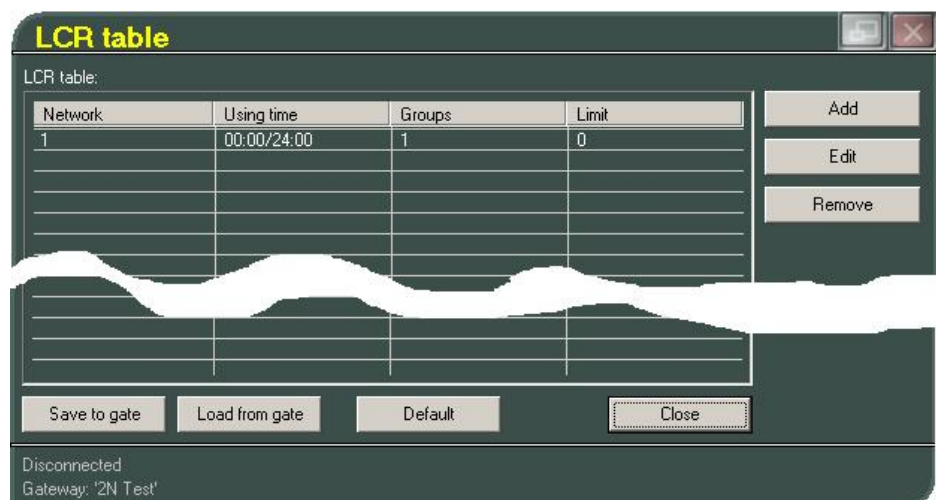 LCR table
LCR table:
Network Using time Groups Limit
1 00:00/24:00 1 0
Add
Edit
Remove
Save to gate Load from gate Default Close
Disconnected
Gateway: '2N Test'